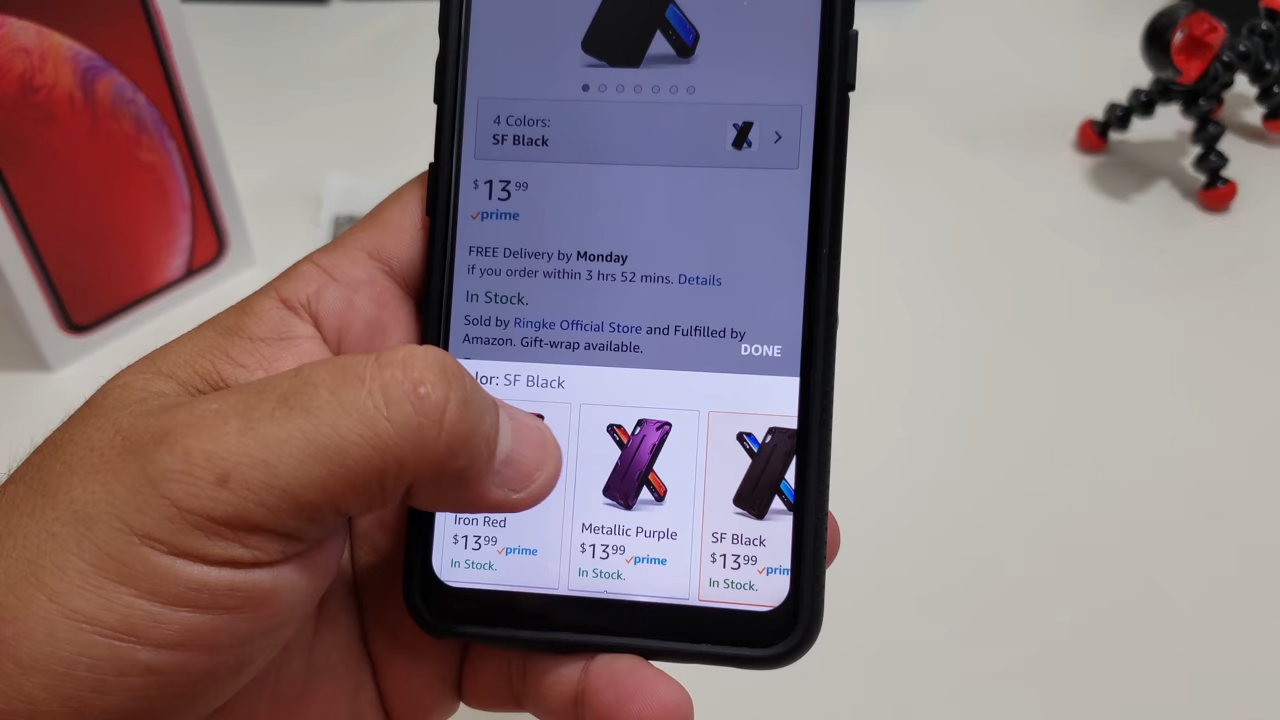 4 Colors:
SF Black
$13 99
prime
FREE Delivery by Monday
if you order within 3 hrs 52 mins. Details
In Stock.
Sold by Ringke Official Store and Fulfilled by
Amazon. Gift-wrap available.
DONE
lor: SF Black
Iron Red
$13 99 prime
In Stock.
Metallic Purple
$13 99 prime
In Stock.
SF Black
$13 99 prim
In Stock.